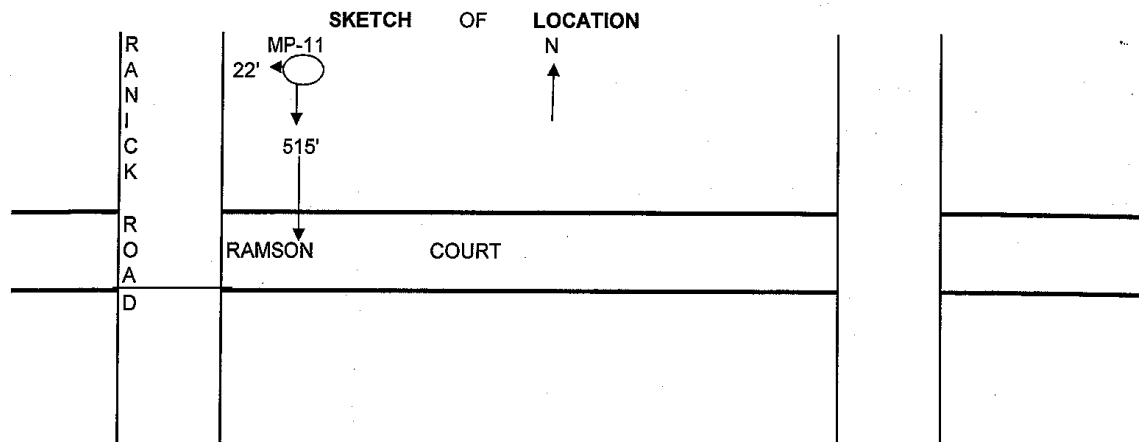 SKETCH OF LOCATION
RANICK ROAD
MP-11
N
22'
515'
RAMSON COURT